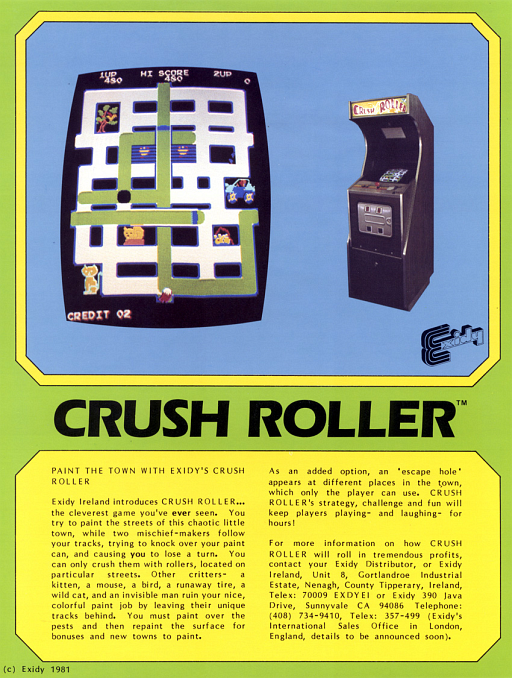 1UP HI SCORE 2UP
480 480 0
CREDIT 02
CRUSH ROLLER
Exidy
CRUSH ROLLER™
PAINT THE TOWN WITH EXIDY'S CRUSH
ROLLER
Exidy Ireland introduces CRUSH ROLLER...
the cleverest game you've ever seen. You
try to paint the streets of this chaotic little
town, while two mischief-makers follow
your tracks, trying to knock over your paint
can, and causing you to lose a turn. You
can only crush them with rollers, located on
particular streets. Other critters- a
kitten, a mouse, a bird, a runaway tire, a
wild cat, and an invisible man ruin your nice,
colorful paint job by leaving their unique
tracks behind. You must paint over the
pests and then repaint the surface for
bonuses and new towns to paint.
As an added option, an 'escape hole'
appears at different places in the town,
which only the player can use. CRUSH
ROLLER'S strategy, challenge and fun will
keep players playing- and laughing- for
hours!
For more information on how CRUSH
ROLLER will roll in tremendous profits,
contact your Exidy Distributor, or Exidy
Ireland, Unit 8, Gortlandroe Industrial
Estate, Nenagh, County Tipperary, Ireland,
Telex: 70009 EXDYEI or Exidy 390 Java
Drive, Sunnyvale CA 94086 Telephone:
(408) 734-9410, Telex: 357-499 (Exidy's
International Sales Office in London,
England, details to be announced soon).
(c) Exidy 1981